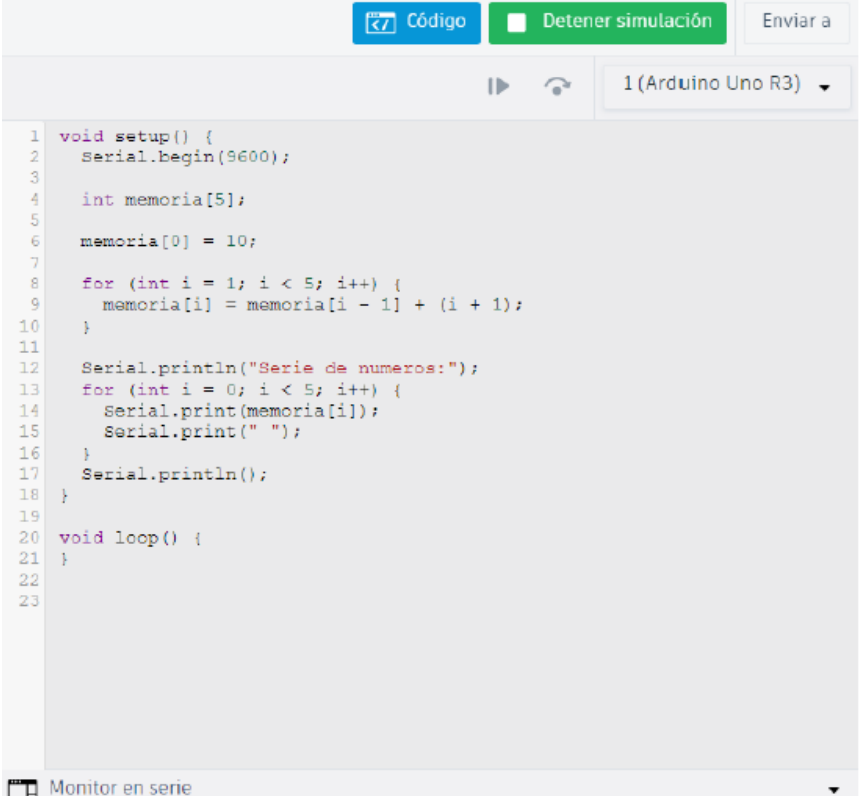 Código Detener simulación Enviar a
1 (Arduino Uno R3)
1 void setup() {
2 Serial.begin(9600);
3
4 int memoria[5];
5
6 memoria[0] = 10;
7
8 for (int i = 1; i < 5; i++) {
9 memoria[i] = memoria[i - 1] + (i + 1);
10 }
11
12 Serial.println("Serie de numeros:");
13 for (int i = 0; i < 5; i++) {
14 Serial.print(memoria[i]);
15 Serial.print(" ");
16 }
17 Serial.println();
18 }
19
20 void loop() {
21 }
22
23
Monitor en serie